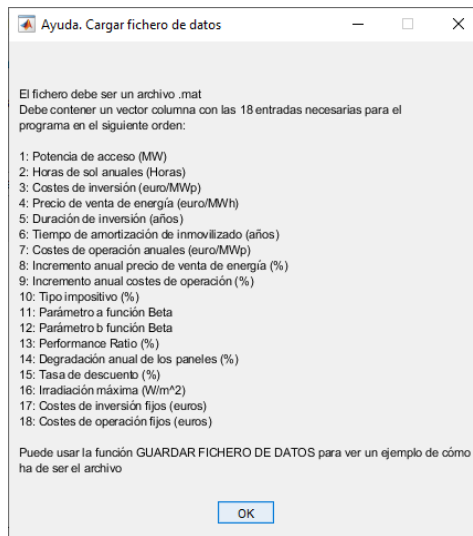 Ayuda. Cargar fichero de datos
El fichero debe ser un archivo .mat
Debe contener un vector columna con las 18 entradas necesarias para el
programa en el siguiente orden:
1: Potencia de acceso (MW)
2: Horas de sol anuales (Horas)
3: Costes de inversión (euro/MWp)
4: Precio de venta de energía (euro/MWh)
5: Duración de inversión (años)
6: Tiempo de amortización de inmovilizado (años)
7: Costes de operación anuales (euro/MWp)
8: Incremento anual precio de venta de energía (%)
9: Incremento anual costes de operación (%)
10: Tipo impositivo (%)
11: Parámetro a función Beta
12: Parámetro b función Beta
13: Performance Ratio (%)
14: Degradación anual de los paneles (%)
15: Tasa de descuento (%)
16: Irradiación máxima (W/m^2)
17: Costes de inversión fijos (euros)
18: Costes de operación fijos (euros)
Puede usar la función GUARDAR FICHERO DE DATOS para ver un ejemplo de cómo
ha de ser el archivo
OK